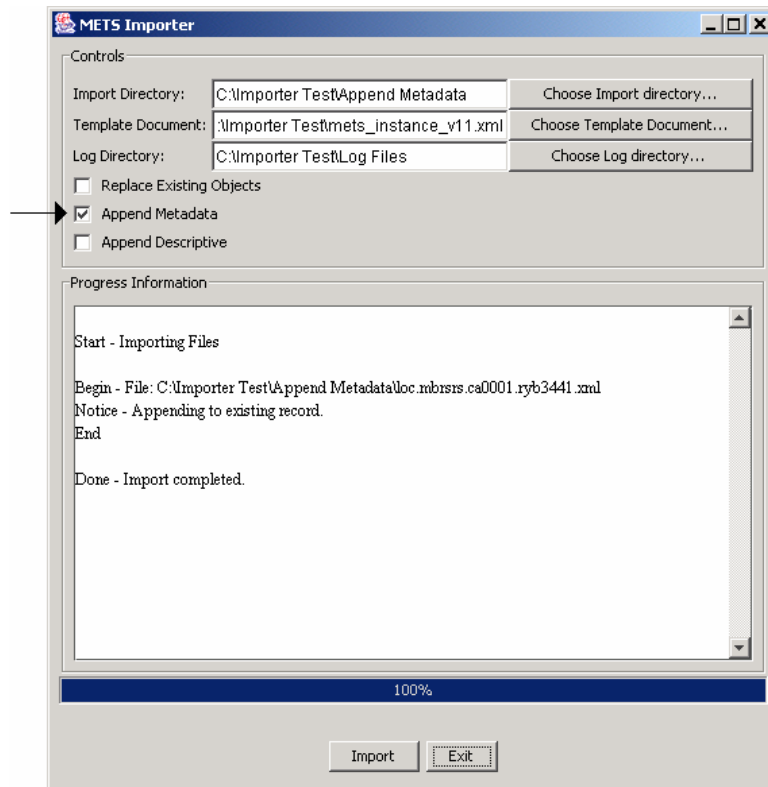 METS Importer
Controls
Import Directory: C:\Importer Test\Append Metadata Choose Import directory...
Template Document: :\Importer Test\mets_instance_v11.xml Choose Template Document...
Log Directory: C:\Importer Test\Log Files Choose Log directory...
Replace Existing Objects
Append Metadata
Append Descriptive
Progress Information
Start - Importing Files
Begin - File: C:\Importer Test\Append Metadata\loc.mbrsrs.ca0001.ryb3441.xml
Notice - Appending to existing record.
End
Done - Import completed.
100%
Import Exit